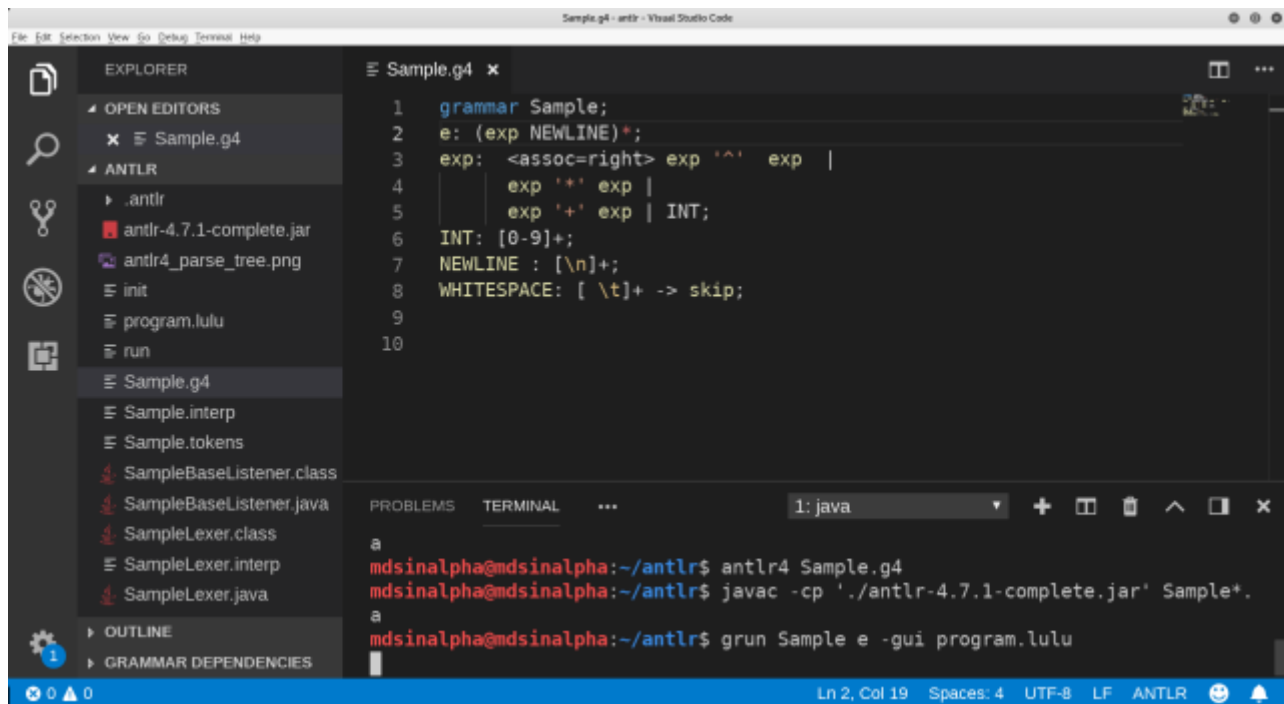 Sample.g4 - antlr - Visual Studio Code
File Edit Selection View Go Debug Terminal Help
EXPLORER
OPEN EDITORS
Sample.g4
ANTLR
.antlr
antlr-4.7.1-complete.jar
antlr4_parse_tree.png
init
program.lulu
run
Sample.g4
Sample.interp
Sample.tokens
SampleBaseListener.class
SampleBaseListener.java
SampleLexer.class
SampleLexer.interp
SampleLexer.java
OUTLINE
GRAMMAR DEPENDENCIES
Sample.g4
1 grammar Sample;
2 e: (exp NEWLINE)*;
3 exp: <assoc=right> exp '^' exp |
4 exp '*' exp |
5 exp '+' exp | INT;
6 INT: [0-9]+;
7 NEWLINE : [\n]+;
8 WHITESPACE: [ \t]+ -> skip;
9
10
PROBLEMS TERMINAL ••• 1: java
a
mdsinalpha@mdsinalpha:~/antlr$ antlr4 Sample.g4
mdsinalpha@mdsinalpha:~/antlr$ javac -cp './antlr-4.7.1-complete.jar' Sample*.
a
mdsinalpha@mdsinalpha:~/antlr$ grun Sample e -gui program.lulu
1
0 0 Ln 2, Col 19 Spaces: 4 UTF-8 LF ANTLR